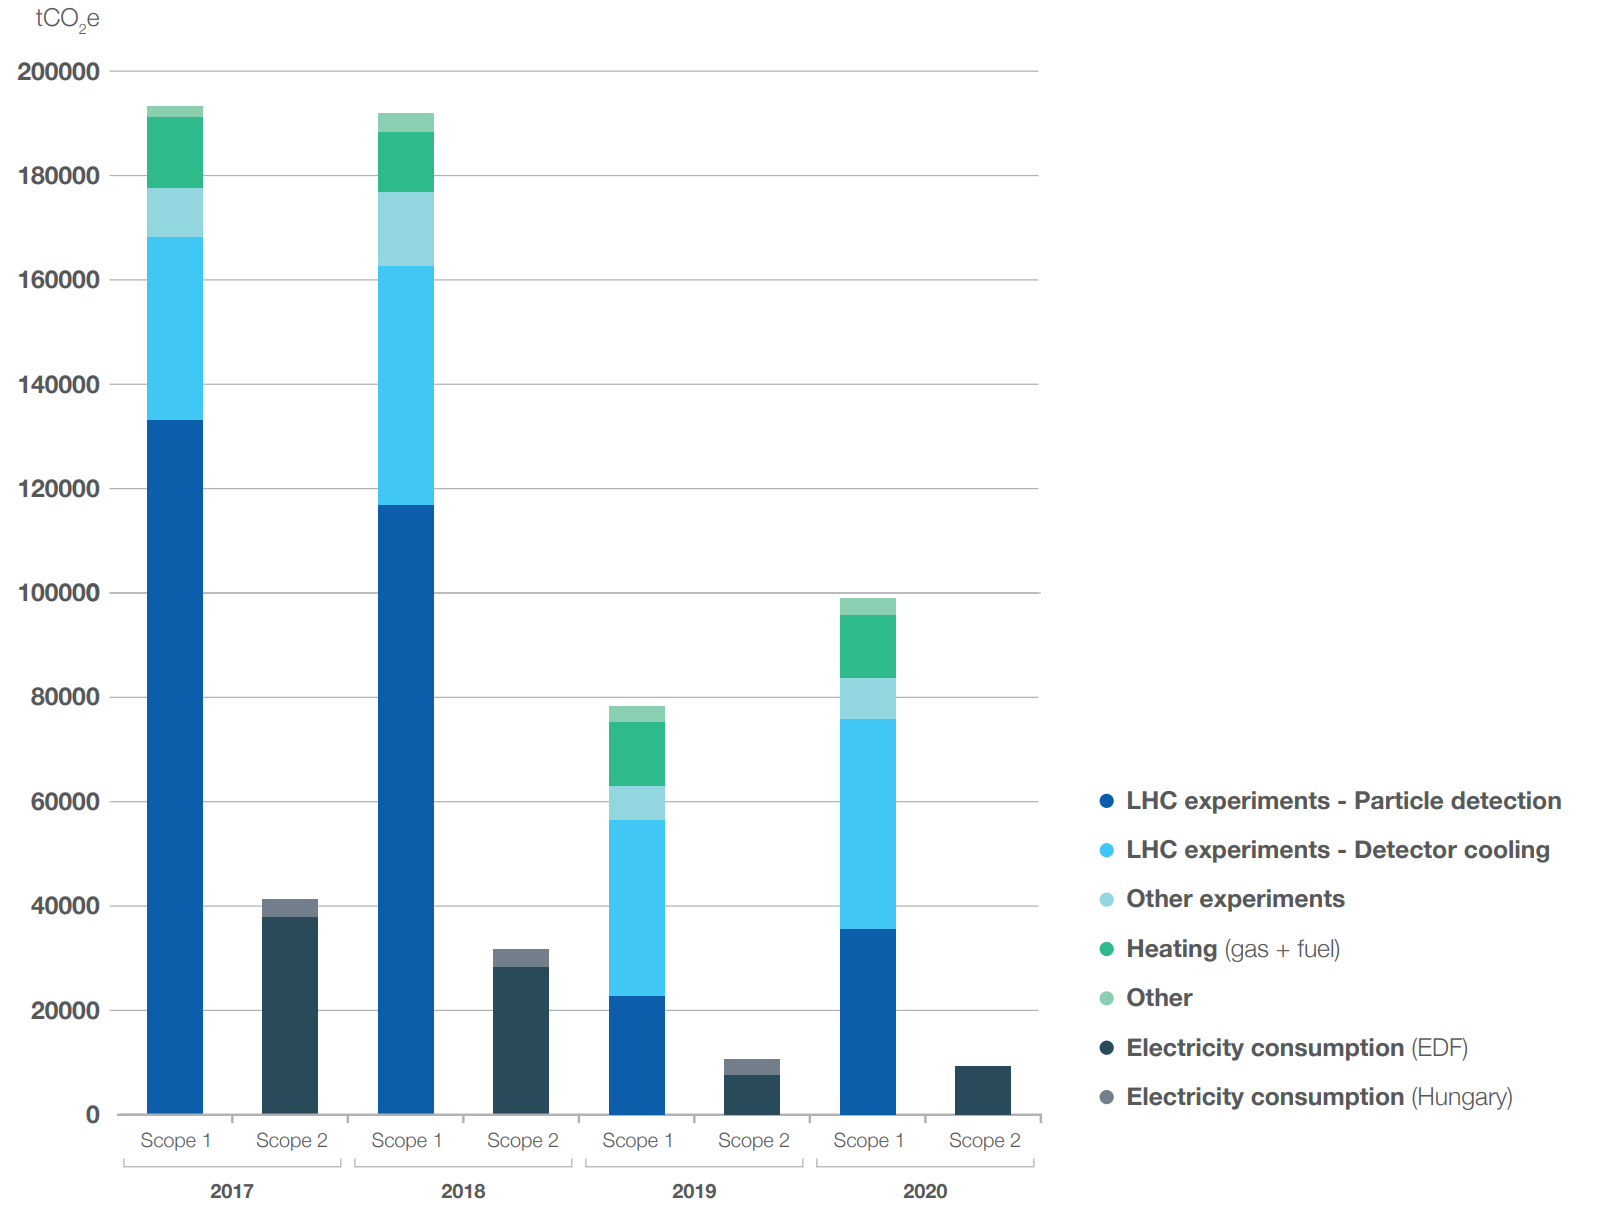 tCO₂e
200000
180000
160000
140000
120000
100000
80000
60000
40000
20000
0
Scope 1 Scope 2 Scope 1 Scope 2 Scope 1 Scope 2 Scope 1 Scope 2
2017 2018 2019 2020
LHC experiments - Particle detection
LHC experiments - Detector cooling
Other experiments
Heating (gas + fuel)
Other
Electricity consumption (EDF)
Electricity consumption (Hungary)